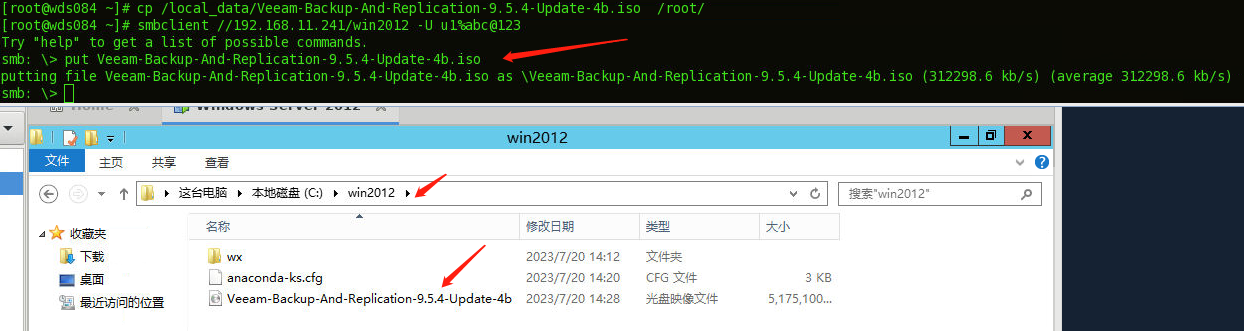 [root@wds084 ~]# cp /local_data/Veeam-Backup-And-Replication-9.5.4-Update-4b.iso  /root/
[root@wds084 ~]# smbclient //192.168.11.241/win2012 -U u1%abc@123
Try "help" to get a list of possible commands.
smb: \> put Veeam-Backup-And-Replication-9.5.4-Update-4b.iso
putting file Veeam-Backup-And-Replication-9.5.4-Update-4b.iso as \Veeam-Backup-And-Replication-9.5.4-Update-4b.iso (312298.6 kb/s) (average 312298.6 kb/s)
smb: \>
Home Windows Server 2012
win2012
文件 主页 共享 查看
这台电脑 本地磁盘 (C:) win2012 搜索"win2012"
名称 修改日期 类型 大小
收藏夹
下载
桌面
最近访问的位置
wx 2023/7/20 14:12 文件夹
anaconda-ks.cfg 2023/7/20 14:20 CFG 文件 3 KB
Veeam-Backup-And-Replication-9.5.4-Update-4b 2023/7/20 14:28 光盘映像文件 5,175,100...